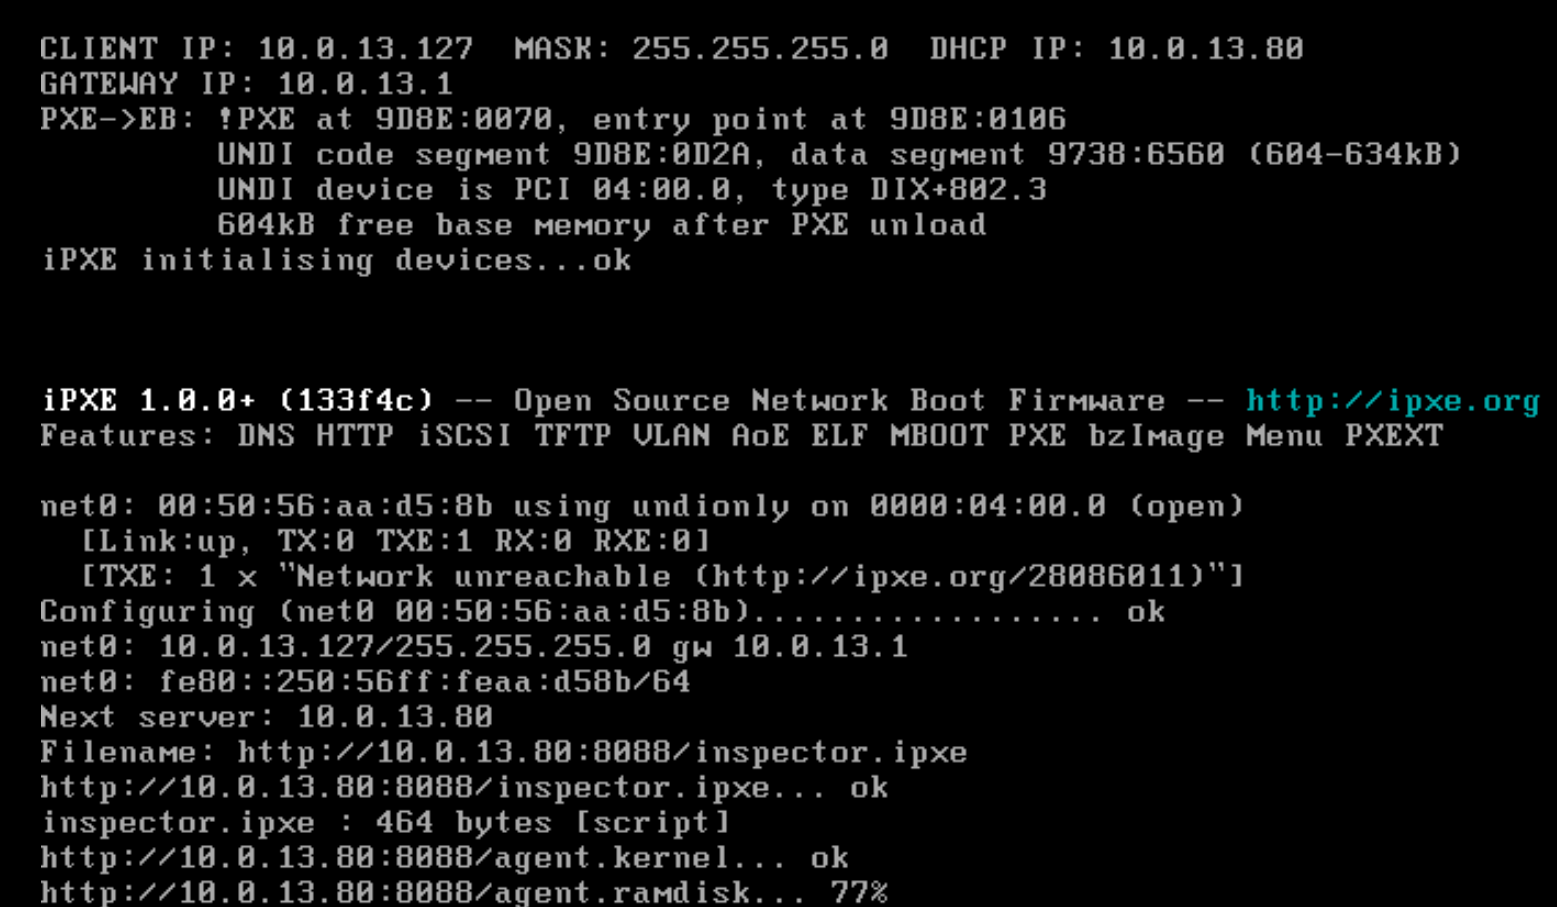 CLIENT IP: 10.0.13.127  MASK: 255.255.255.0  DHCP IP: 10.0.13.80
GATEWAY IP: 10.0.13.1
PXE->EB: !PXE at 9D8E:0070, entry point at 9D8E:0106
         UNDI code segment 9D8E:0D2A, data segment 9738:6560 (604-634kB)
         UNDI device is PCI 04:00.0, type DIX+802.3
         604kB free base memory after PXE unload
iPXE initialising devices...ok
iPXE 1.0.0+ (133f4c) -- Open Source Network Boot Firmware -- http://ipxe.org
Features: DNS HTTP iSCSI TFTP VLAN AoE ELF MBOOT PXE bzImage Menu PXEXT
net0: 00:50:56:aa:d5:8b using undionly on 0000:04:00.0 (open)
  [Link:up, TX:0 TXE:1 RX:0 RXE:0]
  [TXE: 1 x "Network unreachable (http://ipxe.org/28086011)"]
Configuring (net0 00:50:56:aa:d5:8b).................. ok
net0: 10.0.13.127/255.255.255.0 gw 10.0.13.1
net0: fe80::250:56ff:feaa:d58b/64
Next server: 10.0.13.80
Filename: http://10.0.13.80:8088/inspector.ipxe
http://10.0.13.80:8088/inspector.ipxe... ok
inspector.ipxe : 464 bytes [script]
http://10.0.13.80:8088/agent.kernel... ok
http://10.0.13.80:8088/agent.ramdisk... 77%